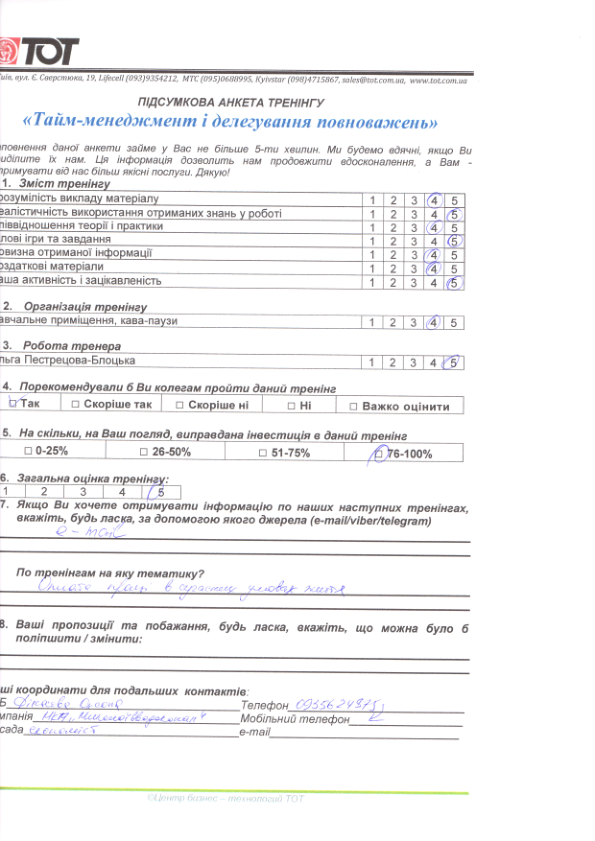 ТОТ
Київ, вул. Є. Сверстюка, 19, Lifecell (093)9354212, МТС (095)0688995, Kyivstar (098)4715867, sales@tot.com.ua, www.tot.com.ua
ПІДСУМКОВА АНКЕТА ТРЕНІНГУ
«Тайм-менеджмент і делегування повноважень»
повнення даної анкети займе у Вас не більше 5-ти хвилин. Ми будемо вдячні, якщо Ви
риділите їх нам. Ця інформація дозволить нам продовжити вдосконалення, а Вам -
тримувати від нас більш якісні послуги. Дякую!
1. Зміст тренінгу
розумілість викладу матеріалу 1 2 3 4 5
еалістичність використання отриманих знань у роботі 1 2 3 4 5
піввідношення теорії і практики 1 2 3 4 5
лові ігри та завдання 1 2 3 4 5
овизна отриманої інформації 1 2 3 4 5
оздаткові матеріали 1 2 3 4 5
аша активність і зацікавленість 1 2 3 4 5
2. Організація тренінгу
авчальне приміщення, кава-паузи 1 2 3 4 5
3. Робота тренера
льга Пестрецова-Блоцька 1 2 3 4 5
4. Порекомендували б Ви колегам пройти даний тренінг
□ Так □ Скоріше так □ Скоріше ні □ Ні □ Важко оцінити
5. На скільки, на Ваш погляд, виправдана інвестиція в даний тренінг
□ 0-25% □ 26-50% □ 51-75% □ 76-100%
6. Загальна оцінка тренінгу:
1 2 3 4 5
7. Якщо Ви хочете отримувати інформацію по наших наступних тренінгах,
вкажіть, будь ласка, за допомогою якого джерела (e-mail/viber/telegram)
e - mail
По тренінгам на яку тематику?
Оплата праці в сучасних умовах життя
8. Ваші пропозиції та побажання, будь ласка, вкажіть, що можна було б
поліпшити / змінити:
ші координати для подальших контактів:
Б Телефон 0955624975
мпанія Мобільний телефон
сада економіст e-mail
©Центр бизнес – технологий ТОТ